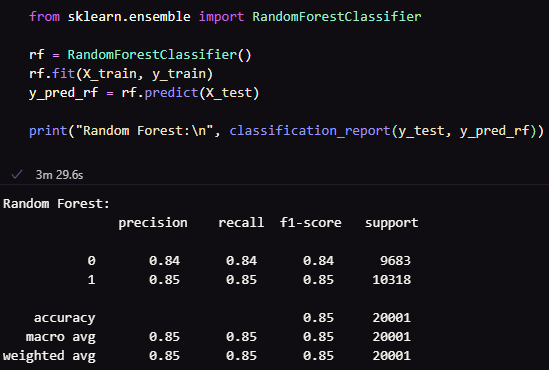 from sklearn.ensemble import RandomForestClassifier
rf = RandomForestClassifier()
rf.fit(X_train, y_train)
y_pred_rf = rf.predict(X_test)
print("Random Forest:\n", classification_report(y_test, y_pred_rf))
3m 29.6s
Random Forest:
precision recall f1-score support
0 0.84 0.84 0.84 9683
1 0.85 0.85 0.85 10318
accuracy 0.85 20001
macro avg 0.85 0.85 0.85 20001
weighted avg 0.85 0.85 0.85 20001